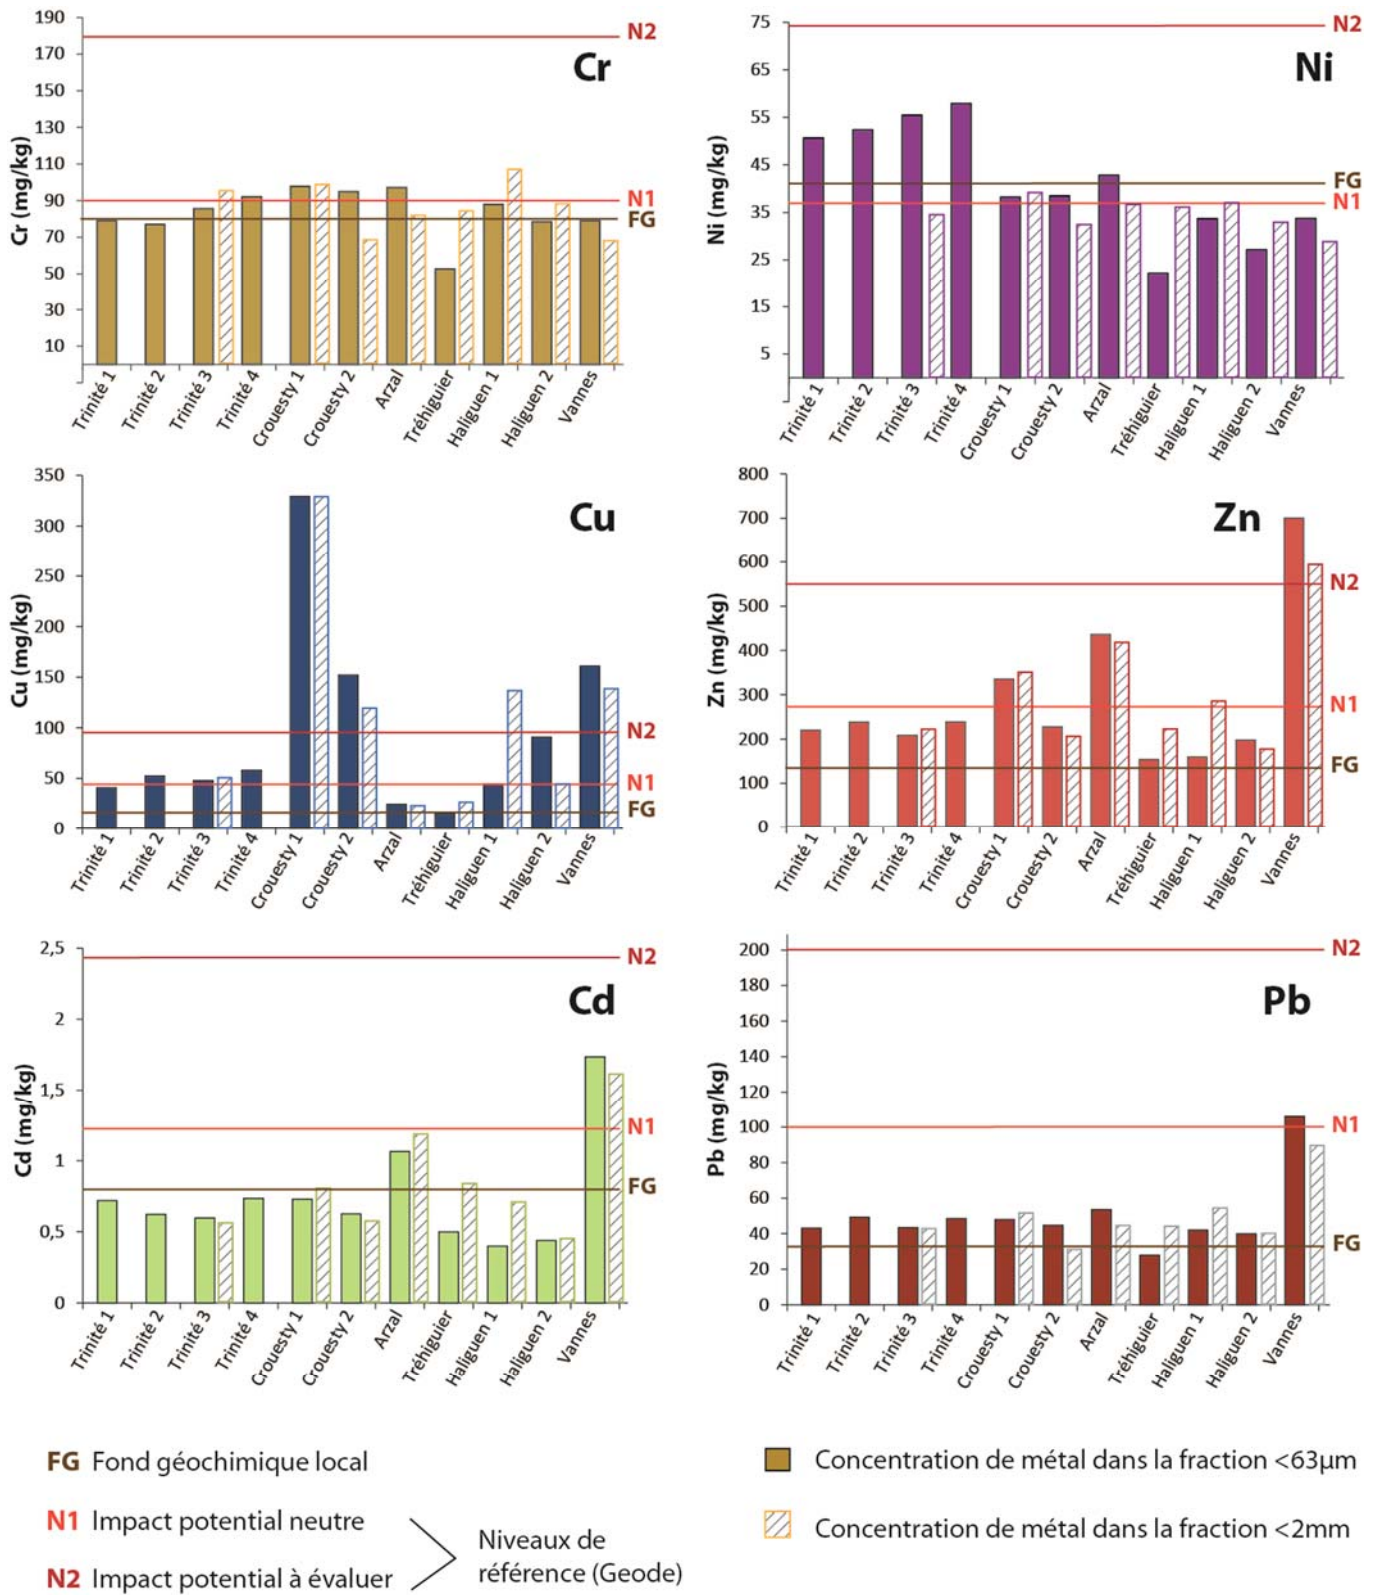 190
170
150
130
110
90
70
50
30
10
Cr (mg/kg)
N2
N1
FG
Cr
Trinité 1
Trinité 2
Trinité 3
Trinité 4
Crouesty 1
Crouesty 2
Arzal
Tréhiguier
Haliguen 1
Haliguen 2
Vannes
75
65
55
45
35
25
15
5
Ni (mg/kg)
N2
FG
N1
Ni
Trinité 1
Trinité 2
Trinité 3
Trinité 4
Crouesty 1
Crouesty 2
Arzal
Tréhiguier
Haliguen 1
Haliguen 2
Vannes
350
300
250
200
150
100
50
0
Cu (mg/kg)
Cu
N2
N1
FG
Trinité 1
Trinité 2
Trinité 3
Trinité 4
Crouesty 1
Crouesty 2
Arzal
Tréhiguier
Haliguen 1
Haliguen 2
Vannes
800
700
600
500
400
300
200
100
0
Zn (mg/kg)
Zn
N2
N1
FG
Trinité 1
Trinité 2
Trinité 3
Trinité 4
Crouesty 1
Crouesty 2
Arzal
Tréhiguier
Haliguen 1
Haliguen 2
Vannes
2,5
2
1,5
1
0,5
0
Cd (mg/kg)
N2
Cd
N1
FG
Trinité 1
Trinité 2
Trinité 3
Trinité 4
Crouesty 1
Crouesty 2
Arzal
Tréhiguier
Haliguen 1
Haliguen 2
Vannes
200
180
160
140
120
100
80
60
40
20
0
Pb (mg/kg)
N2
Pb
N1
FG
Trinité 1
Trinité 2
Trinité 3
Trinité 4
Crouesty 1
Crouesty 2
Arzal
Tréhiguier
Haliguen 1
Haliguen 2
Vannes
FG Fond géochimique local
N1 Impact potential neutre
N2 Impact potential à évaluer
Niveaux de
référence (Geode)
Concentration de métal dans la fraction <63µm
Concentration de métal dans la fraction <2mm